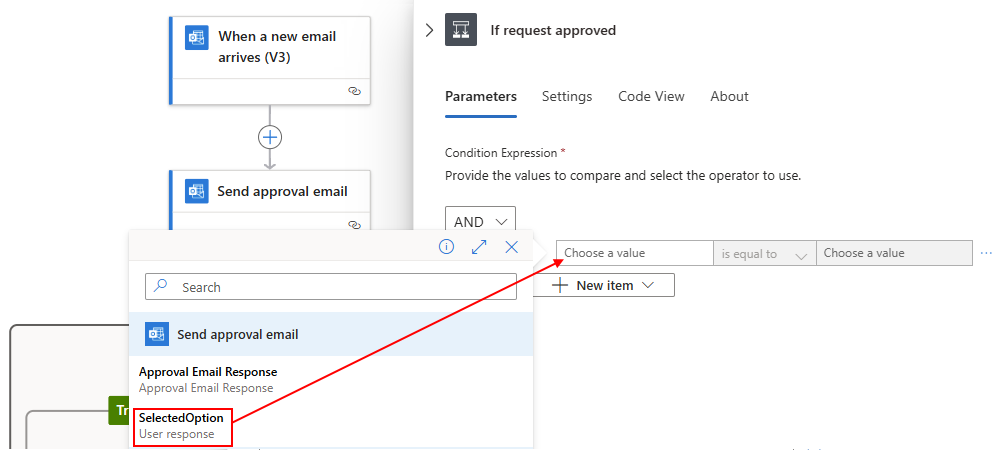 When a new email
arrives (V3)
Send approval email
Search
Send approval email
Approval Email Response
Approval Email Response
SelectedOption
User response
Tr
If request approved
Parameters Settings Code View About
Condition Expression *
Provide the values to compare and select the operator to use.
AND
Choose a value is equal to Choose a value
New item